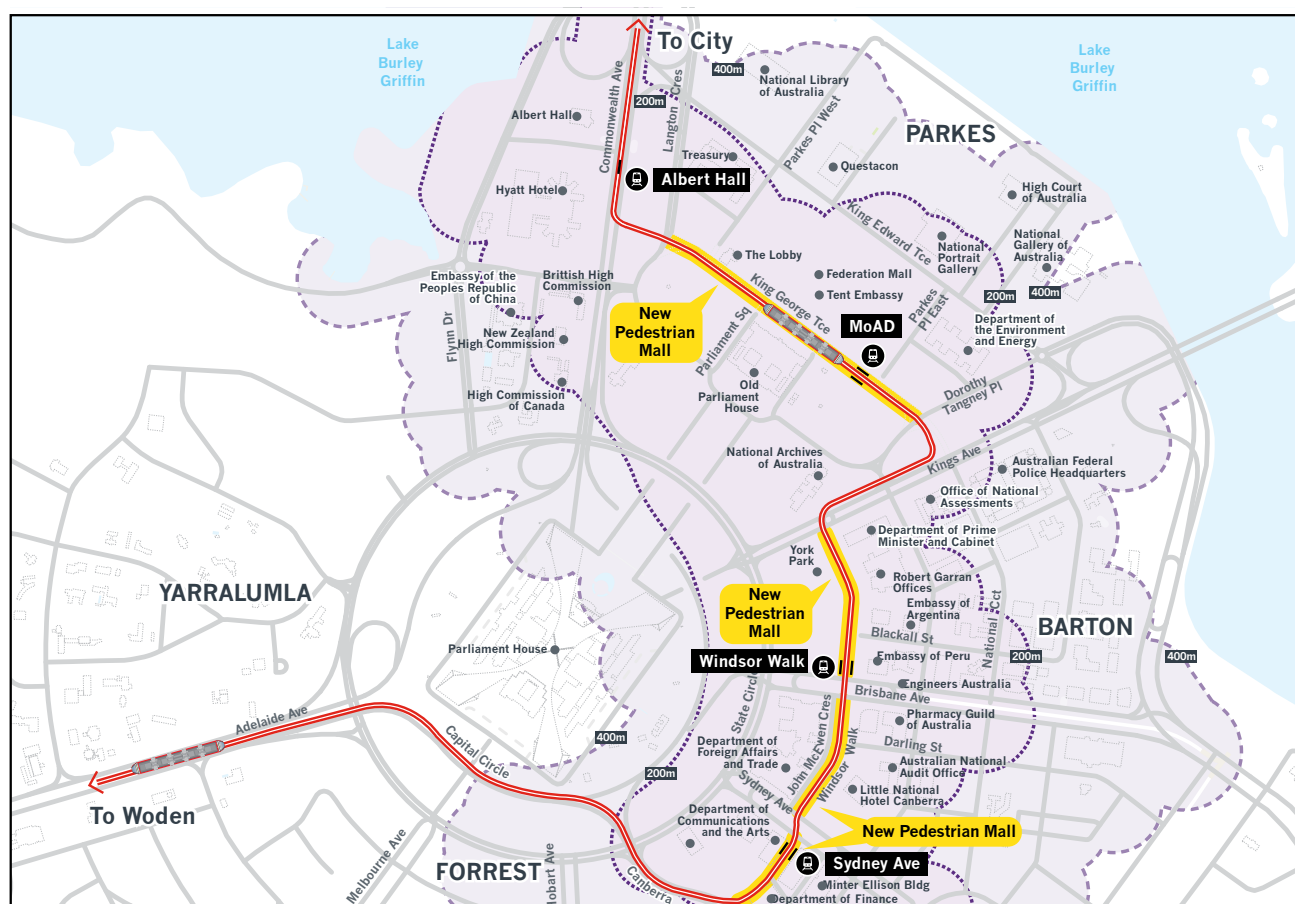 Lake
Burley
Griffin
To City
Lake
Burley
Griffin
400m
National Library
of Australia
Commonwealth Ave
200m
Langton Cres
Albert Hall
Parkes Pl West
PARKES
Treasury
Questacon
Albert Hall
Hyatt Hotel
High Court
of Australia
King Edward Tce
National
Portrait
Gallery
National
Gallery of
Australia
The Lobby
Embassy of the
Peoples Republic
of China
Brittish High
Commission
Federation Mall
Tent Embassy
King George Tce
Parkes
Pl East
200m
400m
New
Pedestrian
Mall
Flynn Dr
New Zealand
High Commission
Parliament Sq
MoAD
Department of
the Environment
and Energy
High Commission
of Canada
Old
Parliament
House
Dorothy
Tangney Pl
National Archives
of Australia
Kings Ave
Australian Federal
Police Headquarters
Office of National
Assessments
Department of Prime
Minister and Cabinet
York
Park
YARRALUMLA
New
Pedestrian
Mall
Robert Garran
Offices
Embassy of
Argentina
National Cct
BARTON
Blackall St
Parliament House
Windsor Walk
Embassy of Peru
200m
400m
Engineers Australia
Brisbane Ave
State Circle
Adelaide Ave
Pharmacy Guild
of Australia
Capital Circle
400m
Department of
Foreign Affairs
and Trade
John McEwen Cres
Windsor Walk
Darling St
Australian National
Audit Office
200m
Sydney Ave
Little National
Hotel Canberra
To Woden
Department of
Communications
and the Arts
New Pedestrian Mall
Melbourne Ave
FORREST
Hobart Ave
Canberra
Sydney Ave
Minter Ellison Bldg
Department of Finance